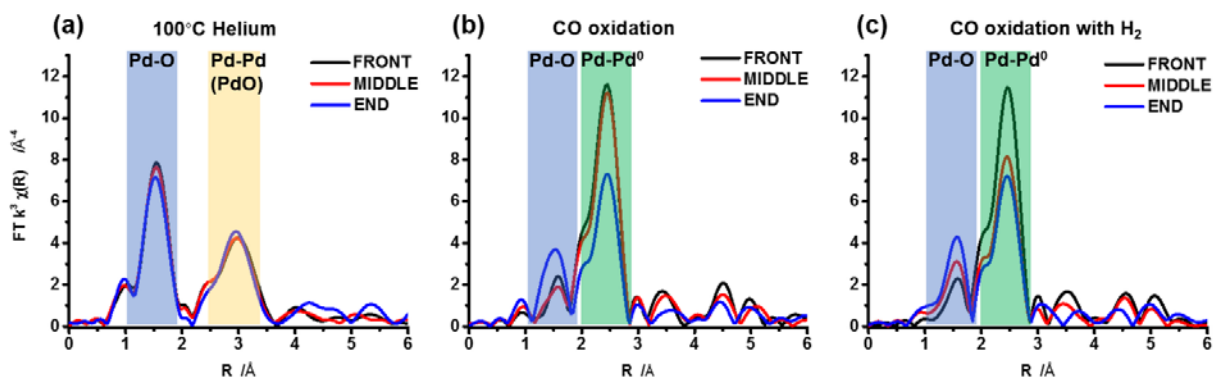 (a)
100°C Helium
Pd-O
Pd-Pd
(PdO)
FRONT
MIDDLE
END
FT k³ χ(R) /Å⁻⁴
12
10
8
6
4
2
0
0 1 2 3 4 5 6
R /Å
(b)
CO oxidation
Pd-O
Pd-Pd⁰
FRONT
MIDDLE
END
12
10
8
6
4
2
0
0 1 2 3 4 5 6
R /Å
(c)
CO oxidation with H₂
Pd-O
Pd-Pd⁰
FRONT
MIDDLE
END
12
10
8
6
4
2
0
0 1 2 3 4 5 6
R /Å